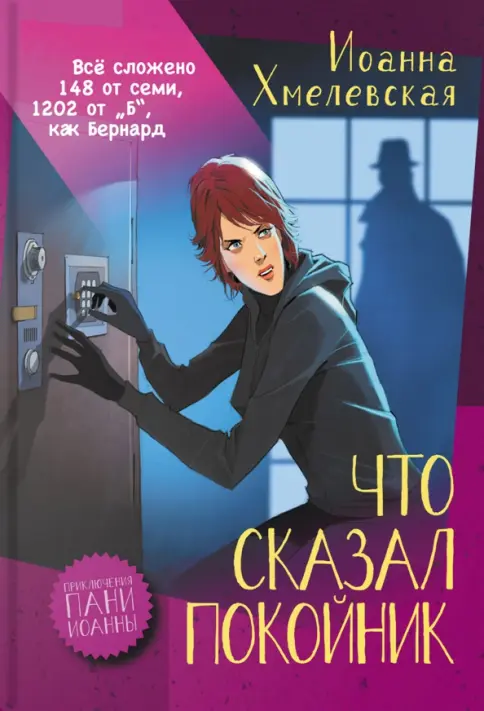 Всё сложено
148 от семи,
1202 от „Б“,
как Бернард
Иоанна
Хмелевская
ЧТО
СКАЗАЛ
ПОКОЙНИК
ПРИКЛЮЧЕНИЯ
ПАНИ
ИОАННЫ